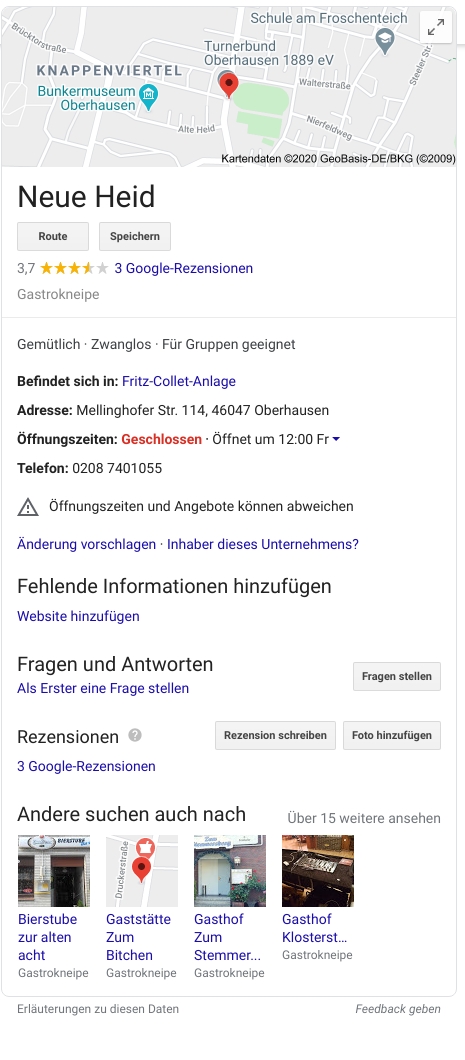 Schule am Froschenteich
Brücktorstraße
Turnerbund
Oberhausen 1889 eV
Steeler Str.
KNAPPENVIERTEL
Walterstraße
Bunkermuseum
Oberhausen
Nierfeldweg
Alte Heid
Kartendaten ©2020 GeoBasis-DE/BKG (©2009)
Neue Heid
Route Speichern
3,7 3 Google-Rezensionen
Gastrokneipe
Gemütlich · Zwanglos · Für Gruppen geeignet
Befindet sich in: Fritz-Collet-Anlage
Adresse: Mellinghofer Str. 114, 46047 Oberhausen
Öffnungszeiten: Geschlossen · Öffnet um 12:00 Fr
Telefon: 0208 7401055
Öffnungszeiten und Angebote können abweichen
Änderung vorschlagen · Inhaber dieses Unternehmens?
Fehlende Informationen hinzufügen
Website hinzufügen
Fragen und Antworten
Fragen stellen
Als Erster eine Frage stellen
Rezensionen ? Rezension schreiben Foto hinzufügen
3 Google-Rezensionen
Andere suchen auch nach Über 15 weitere ansehen
BIERSTUBE
Druckerstraße
Bierstube zur alten acht
Gastrokneipe
Gaststätte Zum Bitchen
Gastrokneipe
Gasthof Zum Stemmer...
Gastrokneipe
Gasthof Klosterst...
Gastrokneipe
Erläuterungen zu diesen Daten Feedback geben